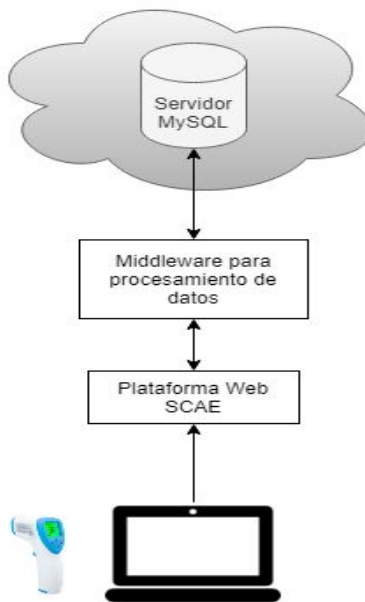 Servidor
MySQL
Middleware para
procesamiento de
datos
Plataforma Web
SCAE